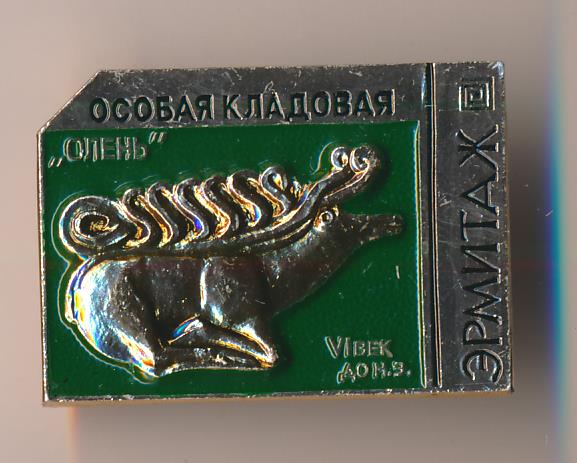 ОСОБАЯ КЛАДОВАЯ
„ОЛЕНЬ"
VI ВЕК
ДО Н.Э.
ЭРМИТАЖ